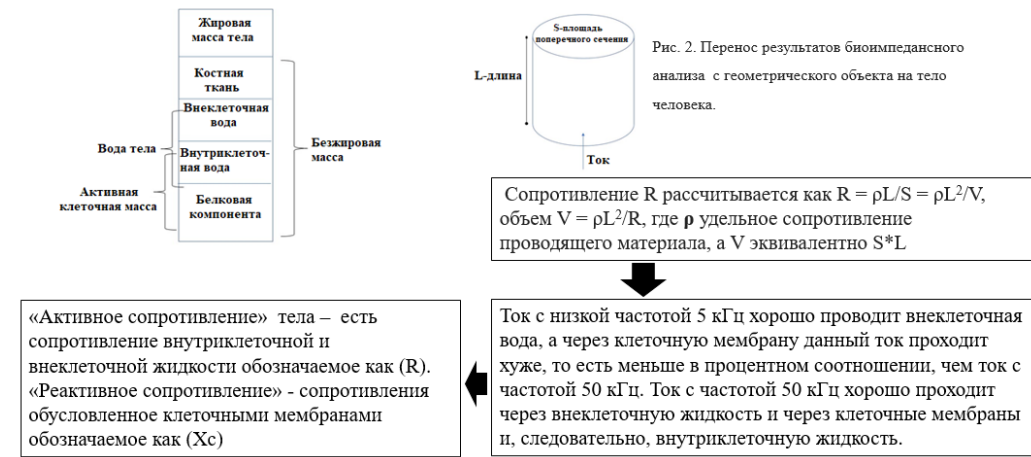 Жировая
масса тела
Костная
ткань
Внеклеточная
вода
Внутриклеточ-
ная вода
Белковая
компонента
Вода тела
Активная
клеточная масса
Безжировая
масса
S-площадь
поперечного сечения
L-длина
Ток
Рис. 2. Перенос результатов биоимпедансного
анализа с геометрического объекта на тело
человека.
Сопротивление R рассчитывается как R = ρL/S = ρL²/V,
объем V = ρL²/R, где ρ удельное сопротивление
проводящего материала, а V эквивалентно S*L
Ток с низкой частотой 5 кГц хорошо проводит внеклеточная
вода, а через клеточную мембрану данный ток проходит
хуже, то есть меньше в процентном соотношении, чем ток с
частотой 50 кГц. Ток с частотой 50 кГц хорошо проходит
через внеклеточную жидкость и через клеточные мембраны
и, следовательно, внутриклеточную жидкость.
«Активное сопротивление» тела – есть
сопротивление внутриклеточной и
внеклеточной жидкости обозначаемое как (R).
«Реактивное сопротивление» - сопротивления
обусловленное клеточными мембранами
обозначаемое как (Xc)